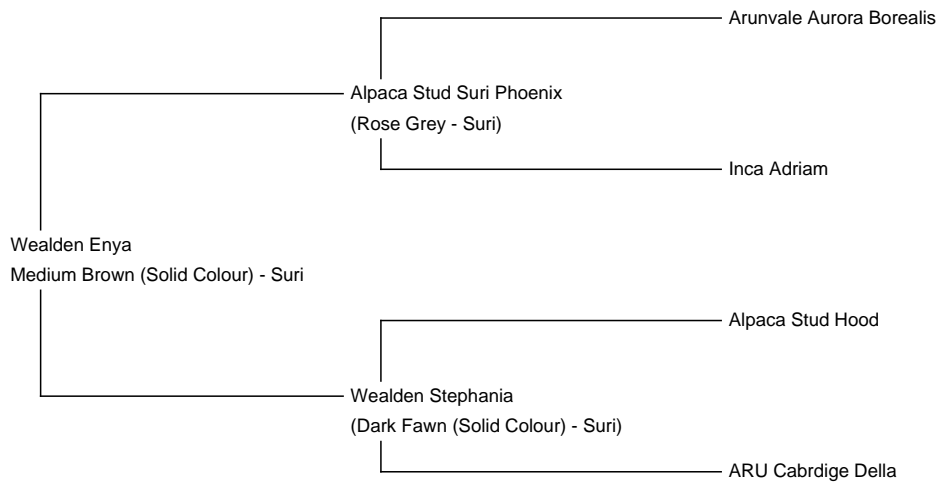 Arunvale Aurora Borealis
Alpaca Stud Suri Phoenix
(Rose Grey - Suri)
Inca Adriam
Wealden Enya
Medium Brown (Solid Colour) - Suri
Alpaca Stud Hood
Wealden Stephania
(Dark Fawn (Solid Colour) - Suri)
ARU Cabrdige Della